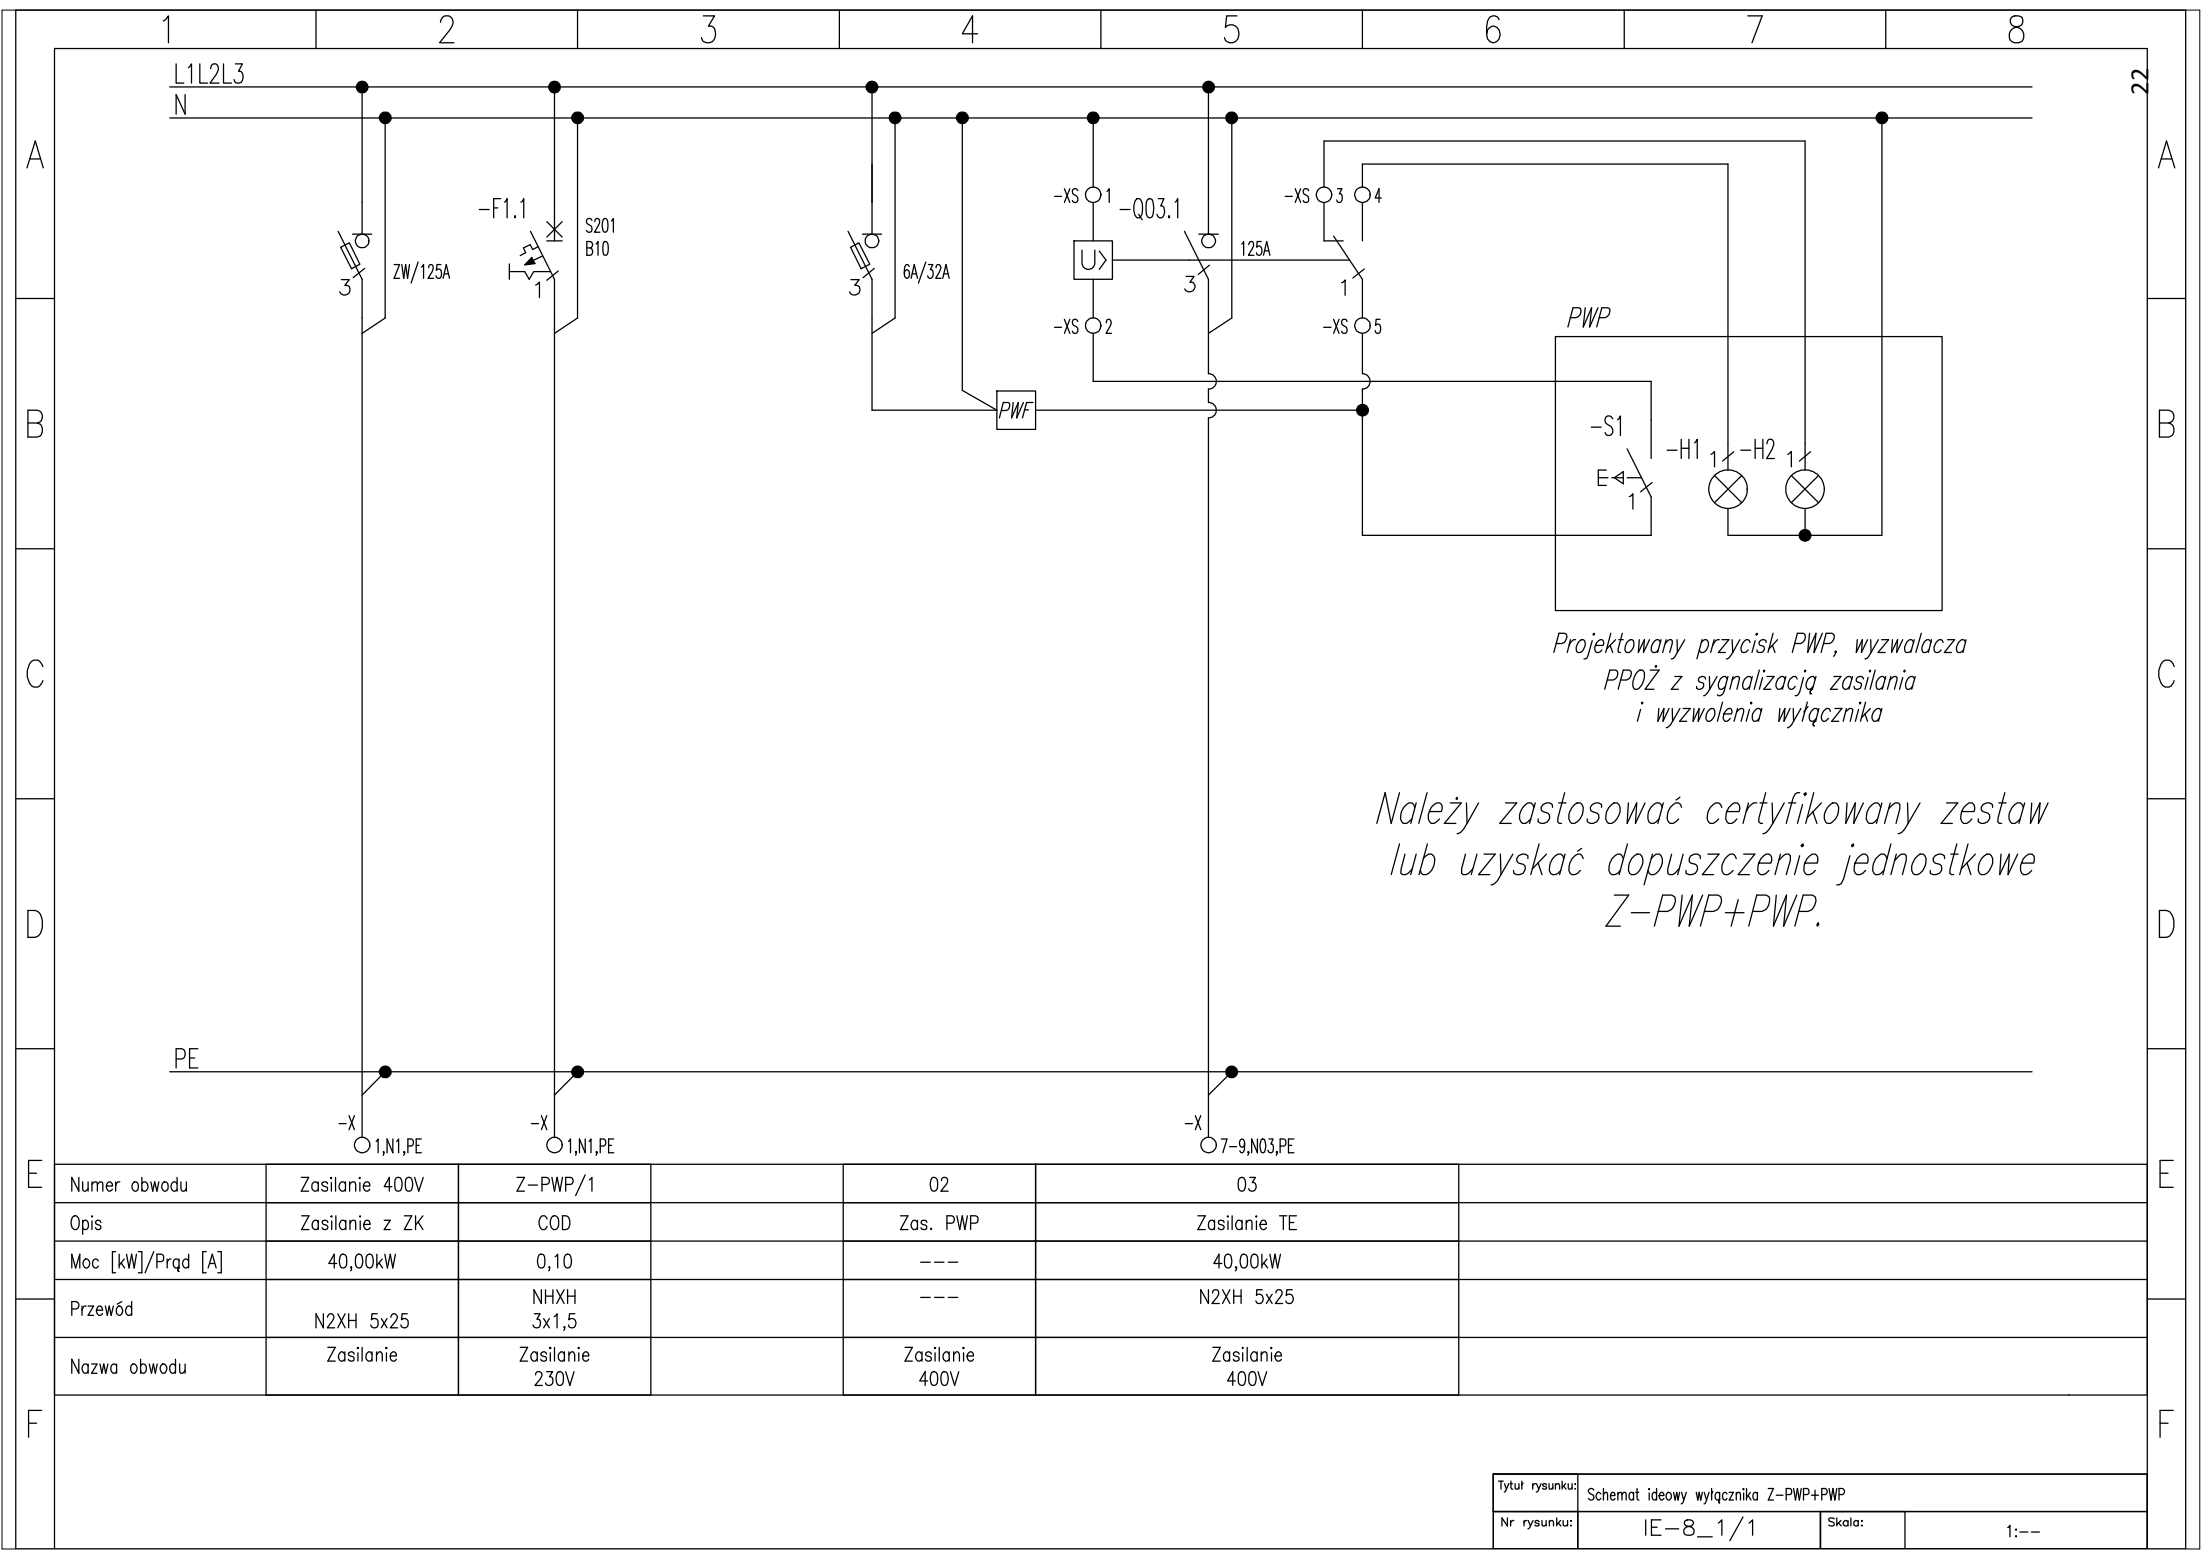 1 2 3 4 5 6 7 8
22
L1L2L3
N
A A
-F1.1
S201
B10
3
ZW/125A
1
3
6A/32A
-XS 1
-Q03.1
-XS 3 4
U>
3
125A
1
-XS 2
-XS 5
PWP
B B
PWF
-S1
E
1
-H1 1
-H2 1
Projektowany przycisk PWP, wyzwalacza
PPOŻ z sygnalizacją zasilania
i wyzwolenia wyłącznika
C C
Należy zastosować certyfikowany zestaw
lub uzyskać dopuszczenie jednostkowe
Z-PWP+PWP.
D D
PE
-X
1,N1,PE
-X
1,N1,PE
-X
7-9,N03,PE
E E
Numer obwodu Zasilanie 400V Z-PWP/1 02 03
Opis Zasilanie z ZK COD Zas. PWP Zasilanie TE
Moc [kW]/Prąd [A] 40,00kW 0,10 --- 40,00kW
Przewód N2XH 5x25 NHXH
3x1,5 --- N2XH 5x25
Nazwa obwodu Zasilanie Zasilanie
230V Zasilanie
400V Zasilanie
400V
F F
Tytuł rysunku: Schemat ideowy wyłącznika Z-PWP+PWP
Nr rysunku: IE-8_1/1 Skala: 1:--